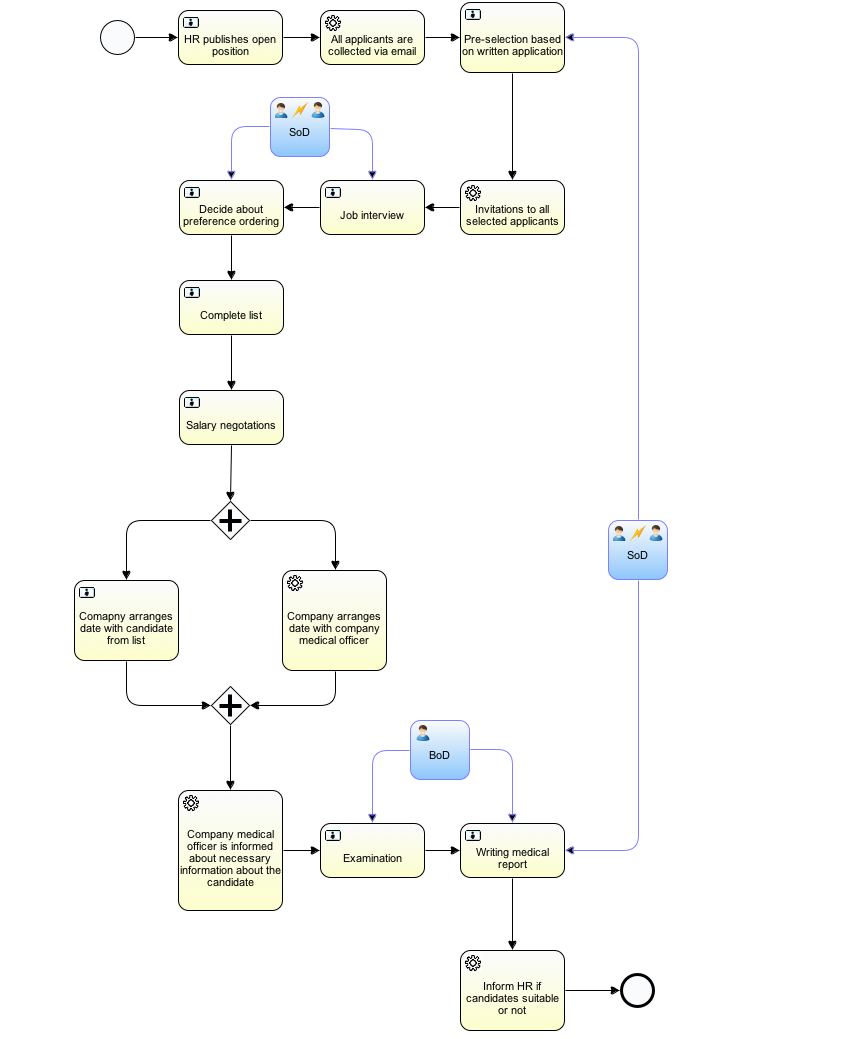 HR publishes open
position
All applicants are
collected via email
Pre-selection based
on written application
SoD
Decide about
preference ordering
Job interview
Invitations to all
selected applicants
Complete list
Salary negotations
SoD
Comapny arranges
date with candidate
from list
Company arranges
date with company
medical officer
BoD
Company medical
officer is informed
about necessary
information about the
candidate
Examination
Writing medical
report
Inform HR if
candidates suitable
or not